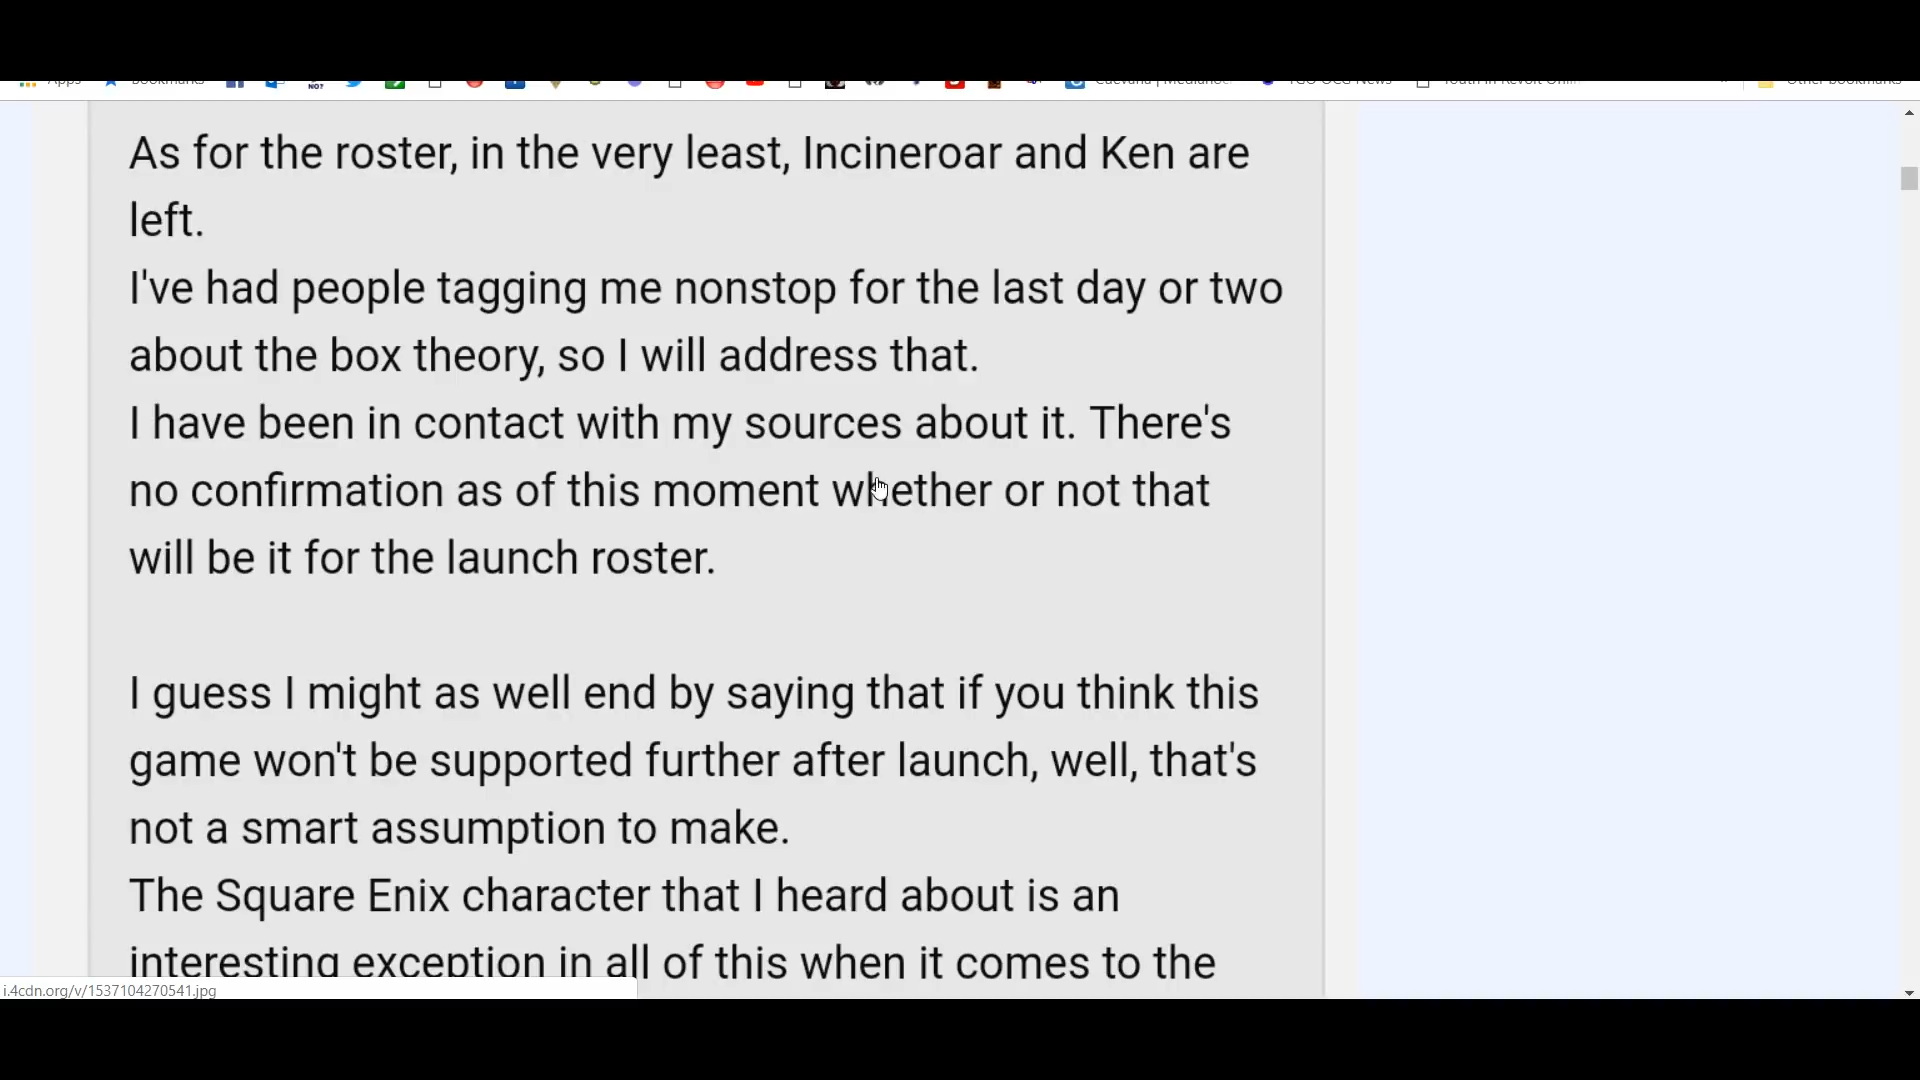 As for the roster, in the very least, Incineroar and Ken are
left.
I've had people tagging me nonstop for the last day or two
about the box theory, so I will address that.
I have been in contact with my sources about it. There's
no confirmation as of this moment whether or not that
will be it for the launch roster.
I guess I might as well end by saying that if you think this
game won't be supported further after launch, well, that's
not a smart assumption to make.
The Square Enix character that I heard about is an
interesting exception in all of this when it comes to the
i.4cdn.org/v/1537104270541.jpg